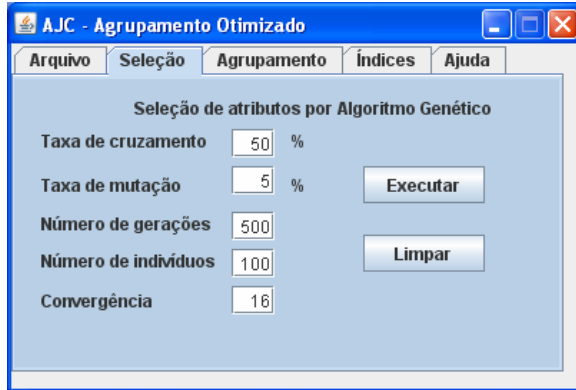 AJC - Agrupamento Otimizado
Arquivo Seleção Agrupamento Índices Ajuda
Seleção de atributos por Algoritmo Genético
Taxa de cruzamento 50 %
Taxa de mutação 5 % Executar
Número de gerações 500
Número de indivíduos 100 Limpar
Convergência 16